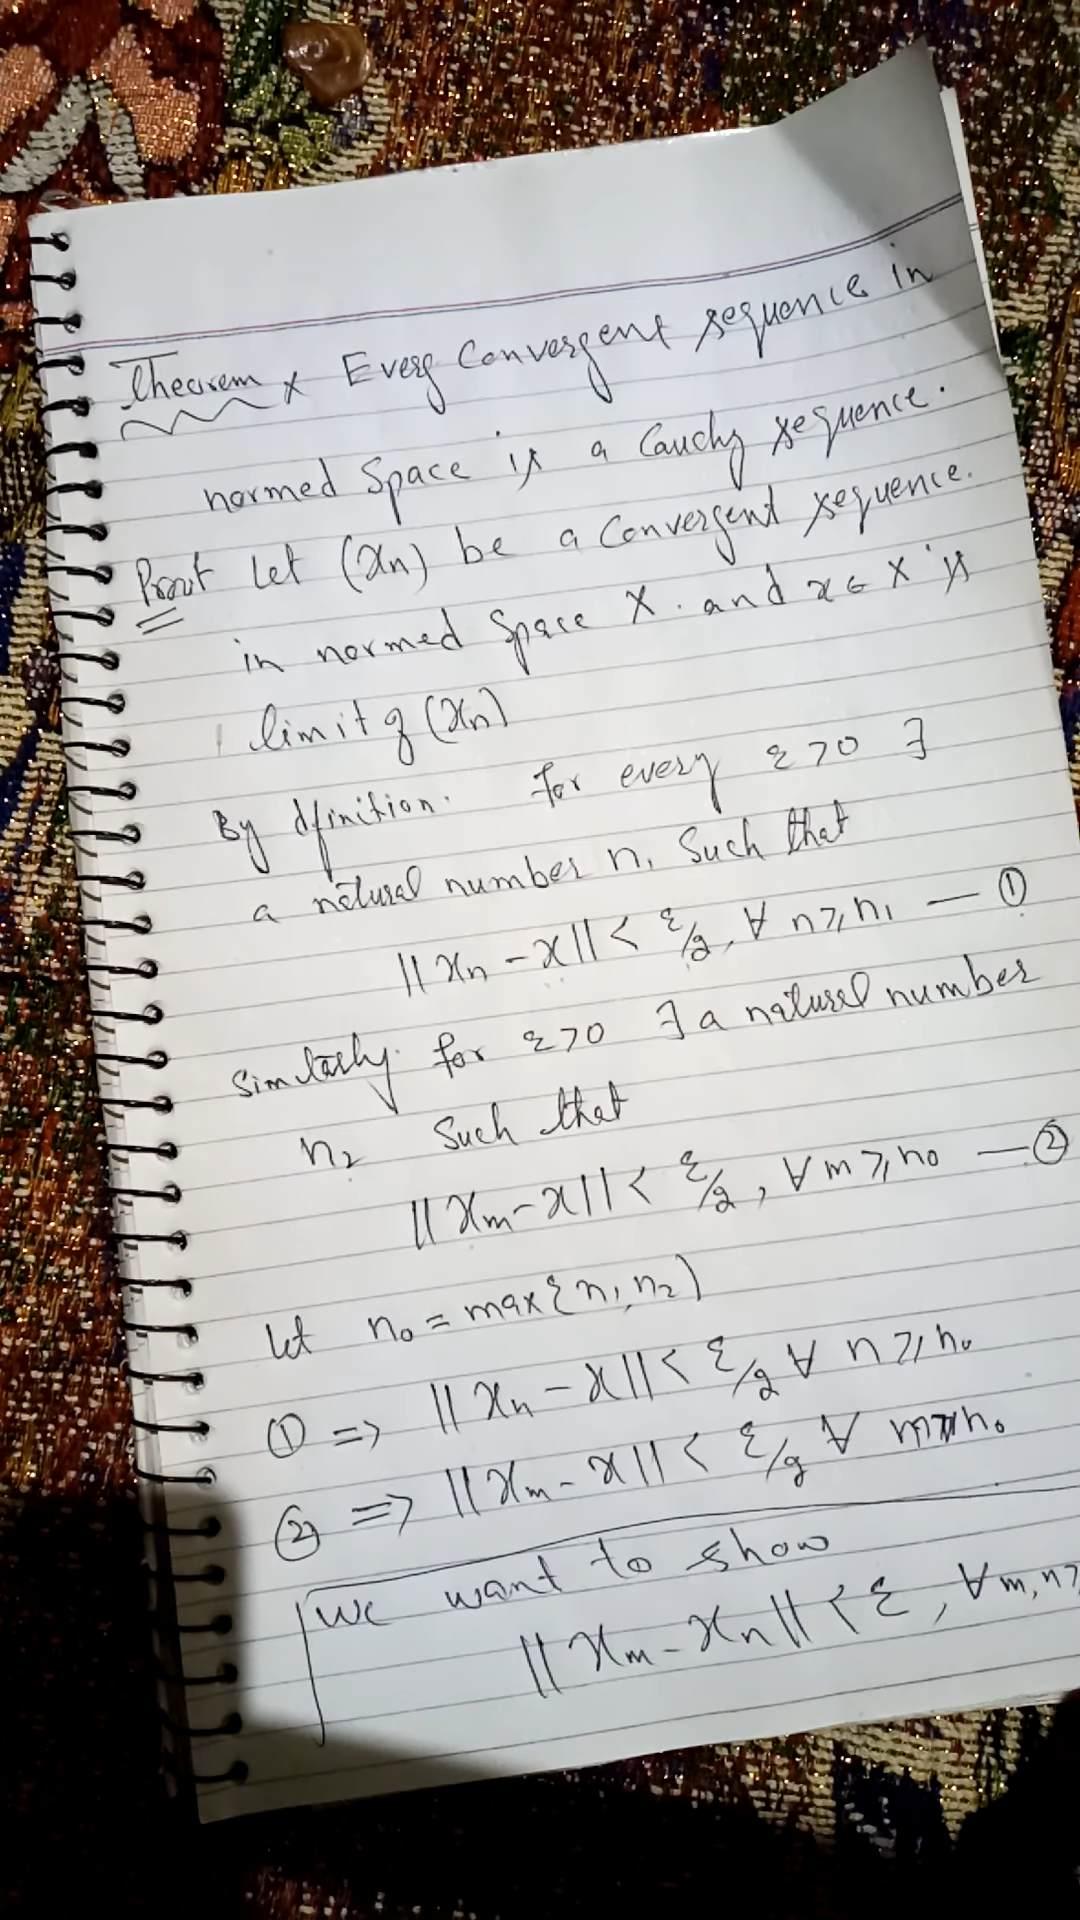 Theorem x Every Convergent sequence in
normed Space is a Cauchy sequence.
Proof Let (xn) be a Convergent sequence.
in normed Space X. and x ∈ X is
limit of (xn)
By dfinition. for every ε > 0 ∃
a natural number n₁ Such that
||xn - x|| < ε/2, ∀ n ≥ n₁ — ①
Similarly for ε > 0 ∃ a natural number
n₂ Such that
||xm - x|| < ε/2, ∀ m ≥ n₀ — ②
let n₀ = max{n₁, n₂)
① => ||xn - x|| < ε/2 ∀ n ≥ n₀
② => ||xm - x|| < ε/2 ∀ m ≥ n₀
We want to show
||xm - xn|| < ε, ∀ m, n ≥